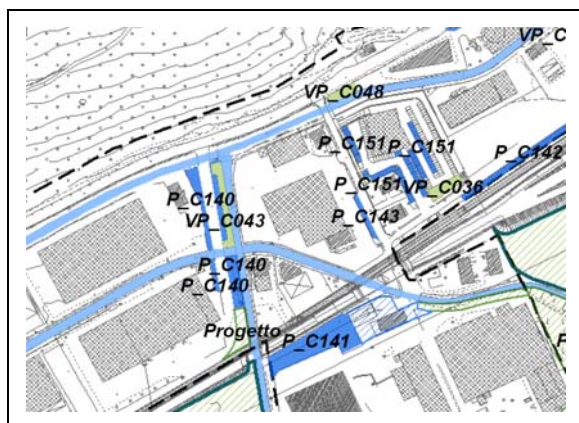 VP_C
VP_C048
P_C151 P_C151
P_C142
P_C140
P_C151 VP_C036
VP_C043
P_C143
P_C140
P_C140
Progetto
P_C141
P